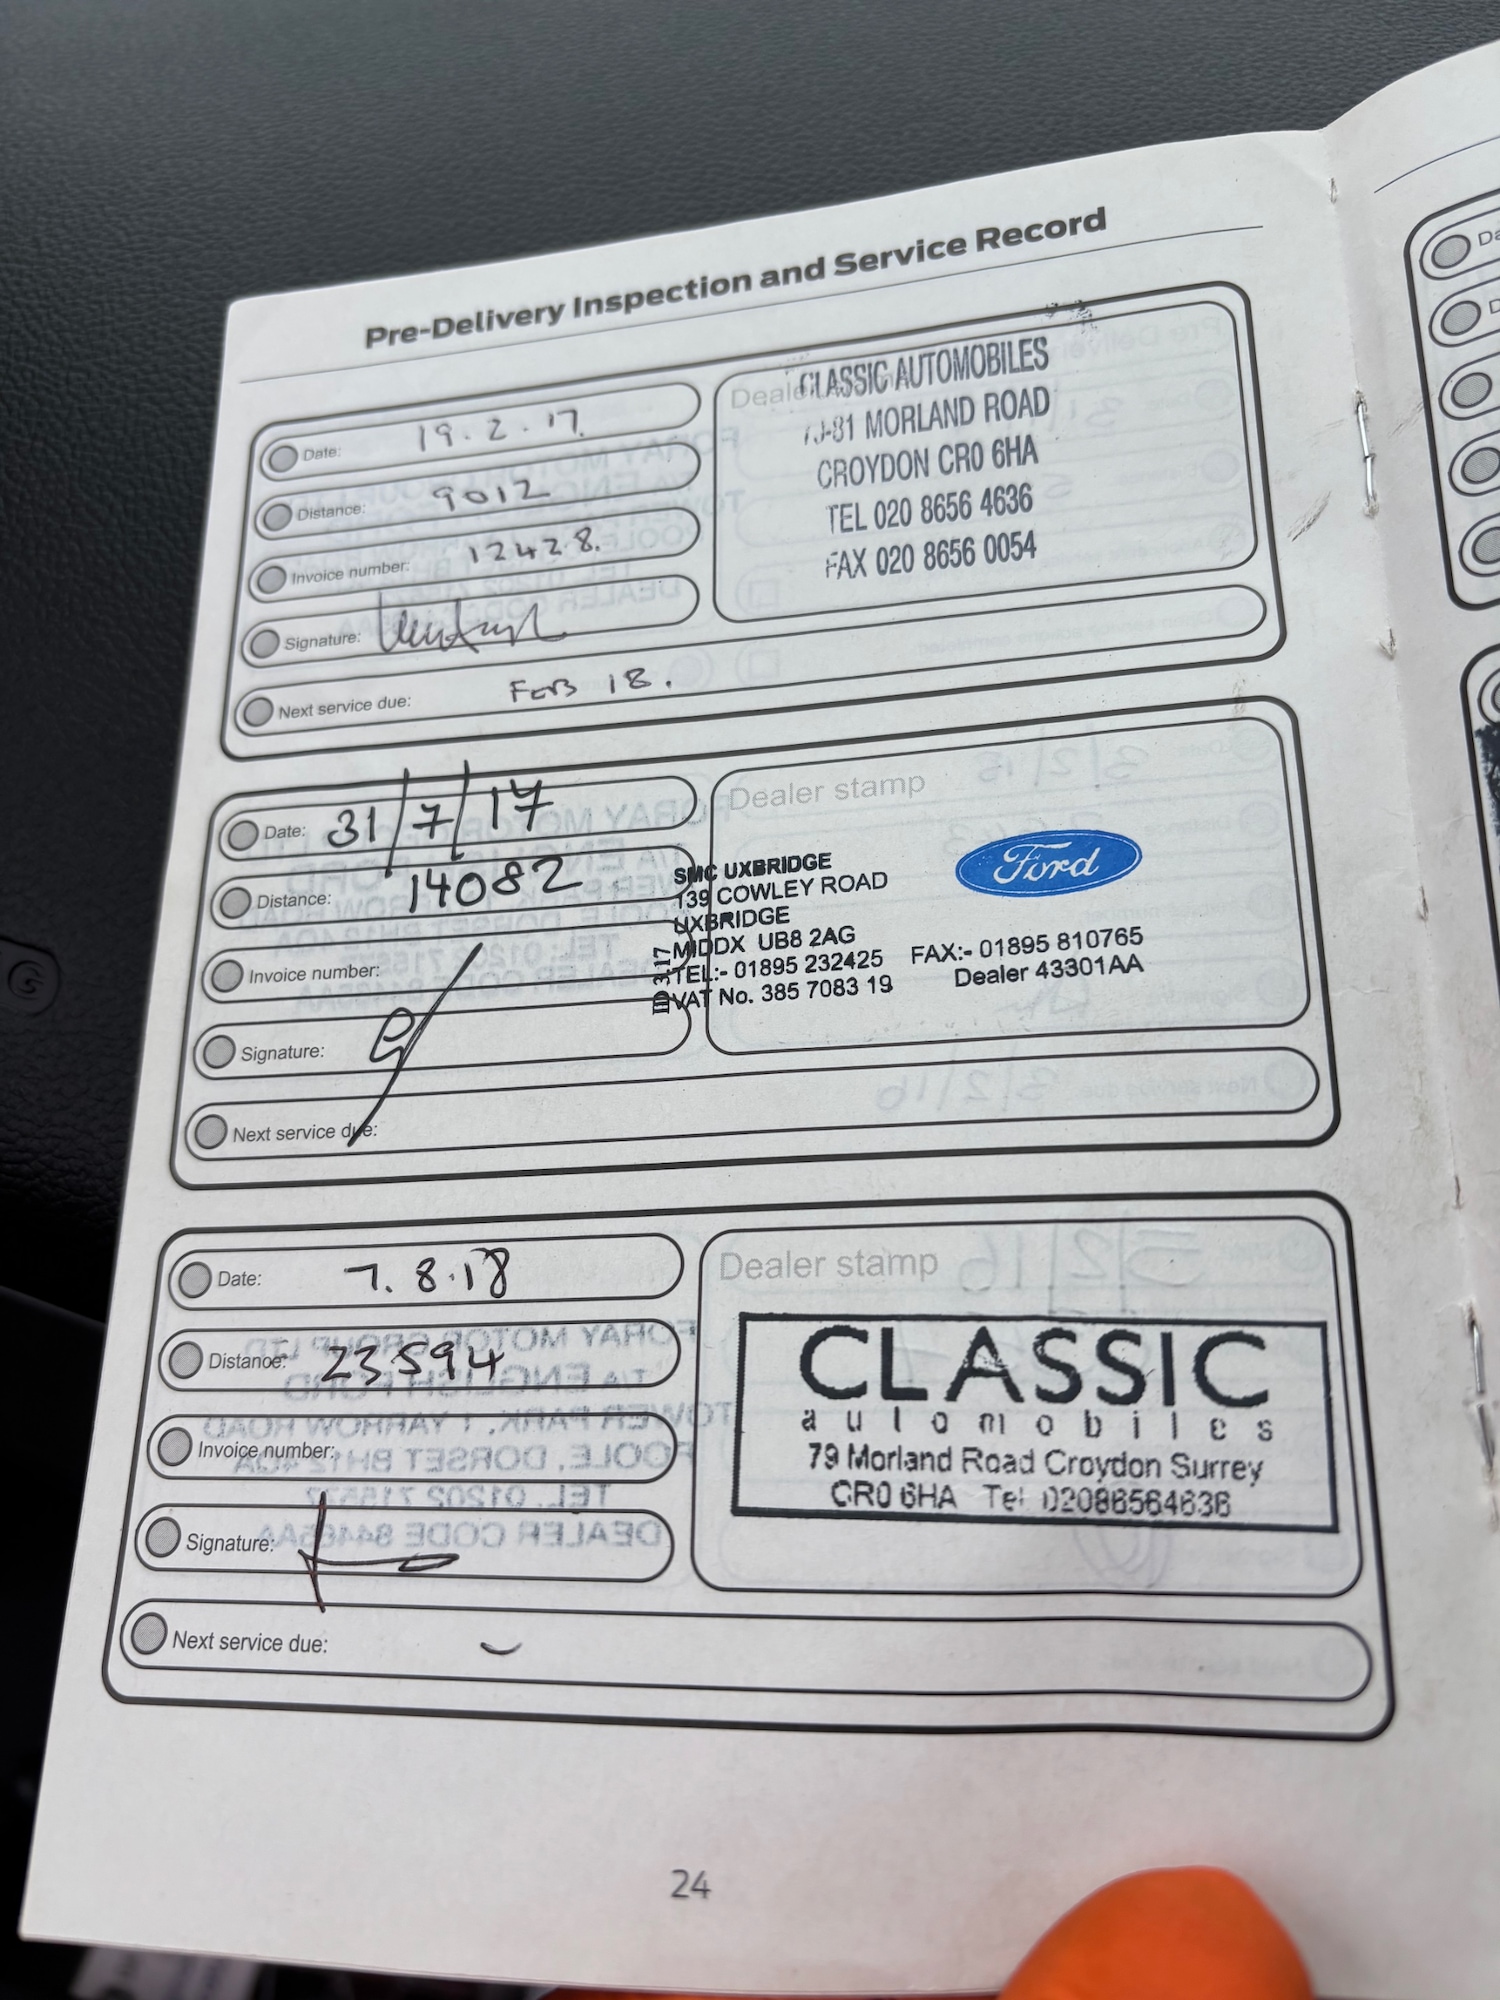 Pre-Delivery Inspection and Service Record
Date: 19.2.17.
Distance: 9012
Invoice number: 12428.
Signature:
Next service due: FEB 18.
CLASSIC AUTOMOBILES
MORLAND ROAD
CROYDON CR0 6HA
TEL 020 8656 4636
FAX 020 8656 0054
Date: 31/7/17
Distance: 14082
Invoice number:
Signature:
Next service due:
Dealer stamp
Ford
SMC UXBRIDGE
139 COWLEY ROAD
UXBRIDGE
MIDDX UB8 2AG
TEL:- 01895 232425 FAX:- 01895 810765
VAT No. 385 7083 19 Dealer 43301AA
Date: 7.8.18
Distance: 23594
Invoice number:
Signature:
Next service due: -
Dealer stamp
CLASSIC
automobiles
79 Morland Road Croydon Surrey
CR0 6HA Tel 02086564636
24